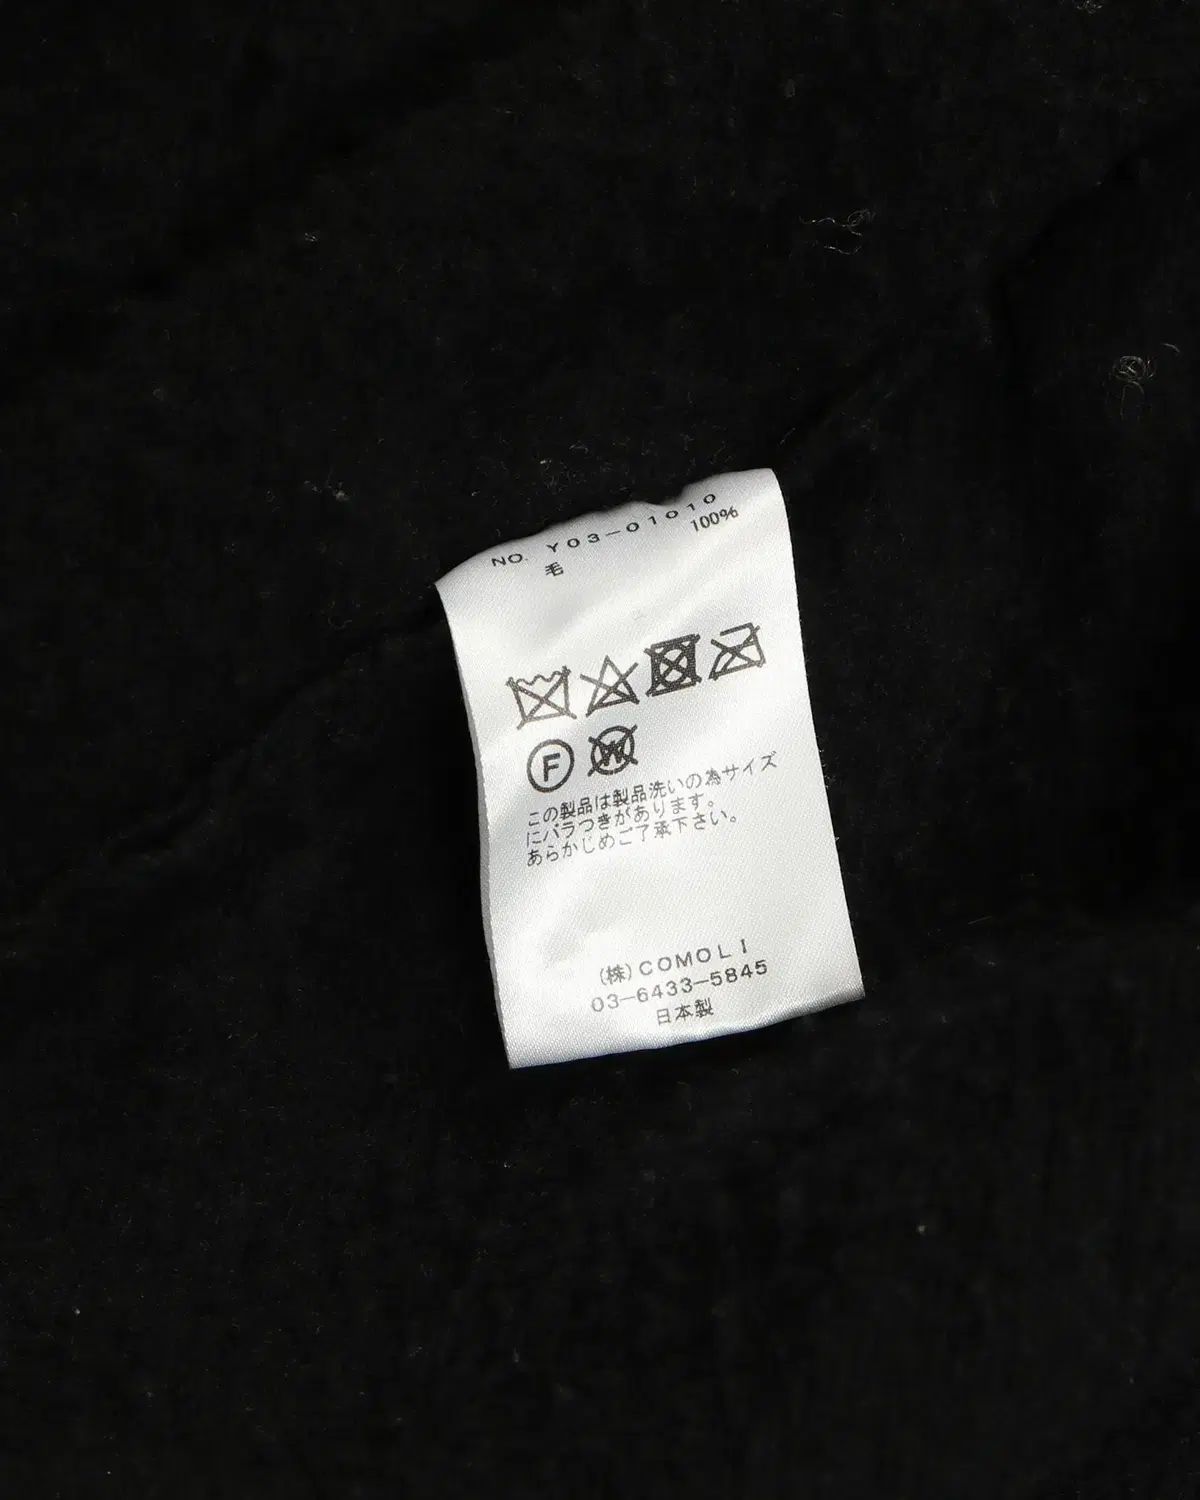 NO. Y03-01010
毛 100%
F W
この製品は製品洗いの為サイズ
にバラつきがあります。
あらかじめご了承下さい。
(株)COMOLI
03-6433-5845
日本製